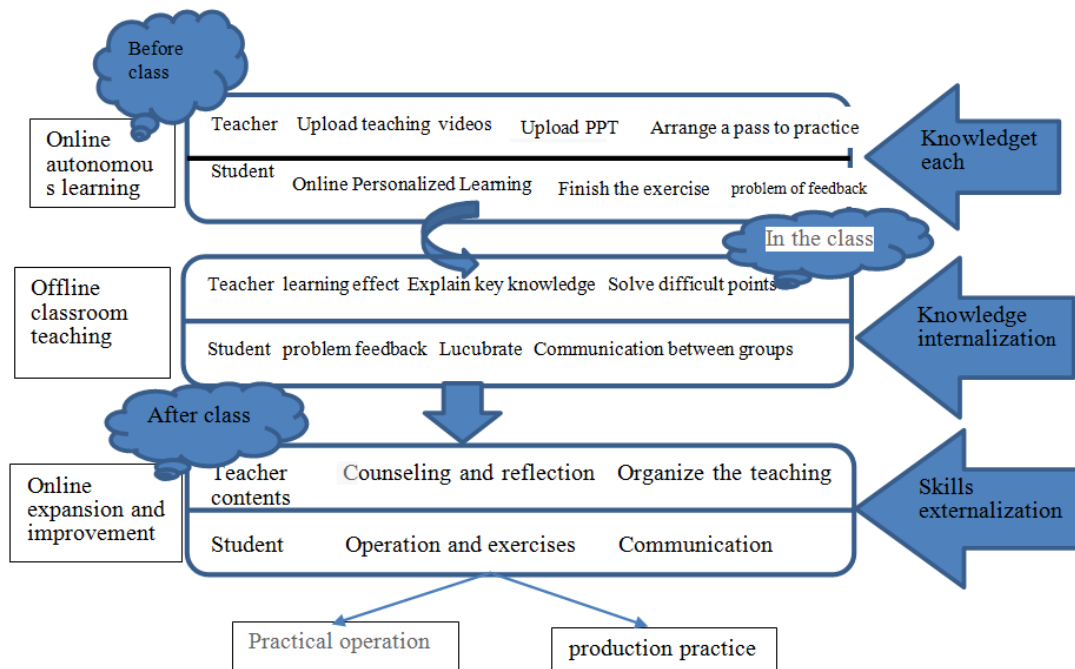 Before
class
Teacher Upload teaching videos Upload PPT Arrange a pass to practice
Online
autonomou
s learning
Student
Online Personalized Learning Finish the exercise problem of feedback
Knowledget
each
In the class
Offline
classroom
teaching
Teacher learning effect Explain key knowledge Solve difficult points
Student problem feedback Lucubrate Communication between groups
Knowledge
internalization
After class
Online
expansion and
improvement
Teacher Counseling and reflection Organize the teaching
contents
Student Operation and exercises Communication
Skills
externalization
Practical operation
production practice